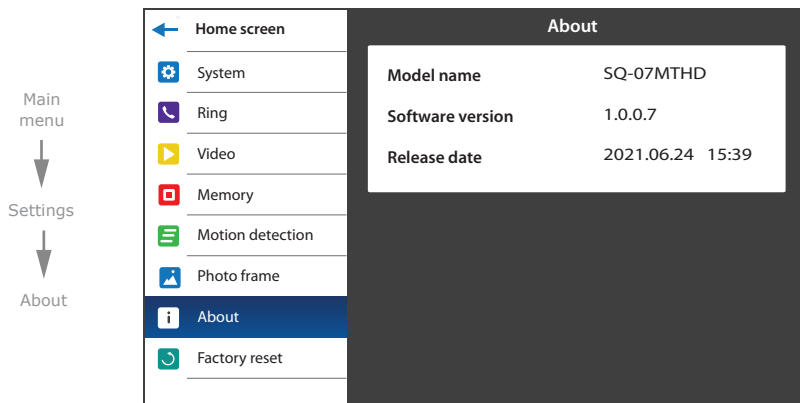 Main
menu
Settings
About
Home screen
System
Ring
Video
Memory
Motion detection
Photo frame
About
Factory reset
About
Model name SQ-07MTHD
Software version 1.0.0.7
Release date 2021.06.24 15:39